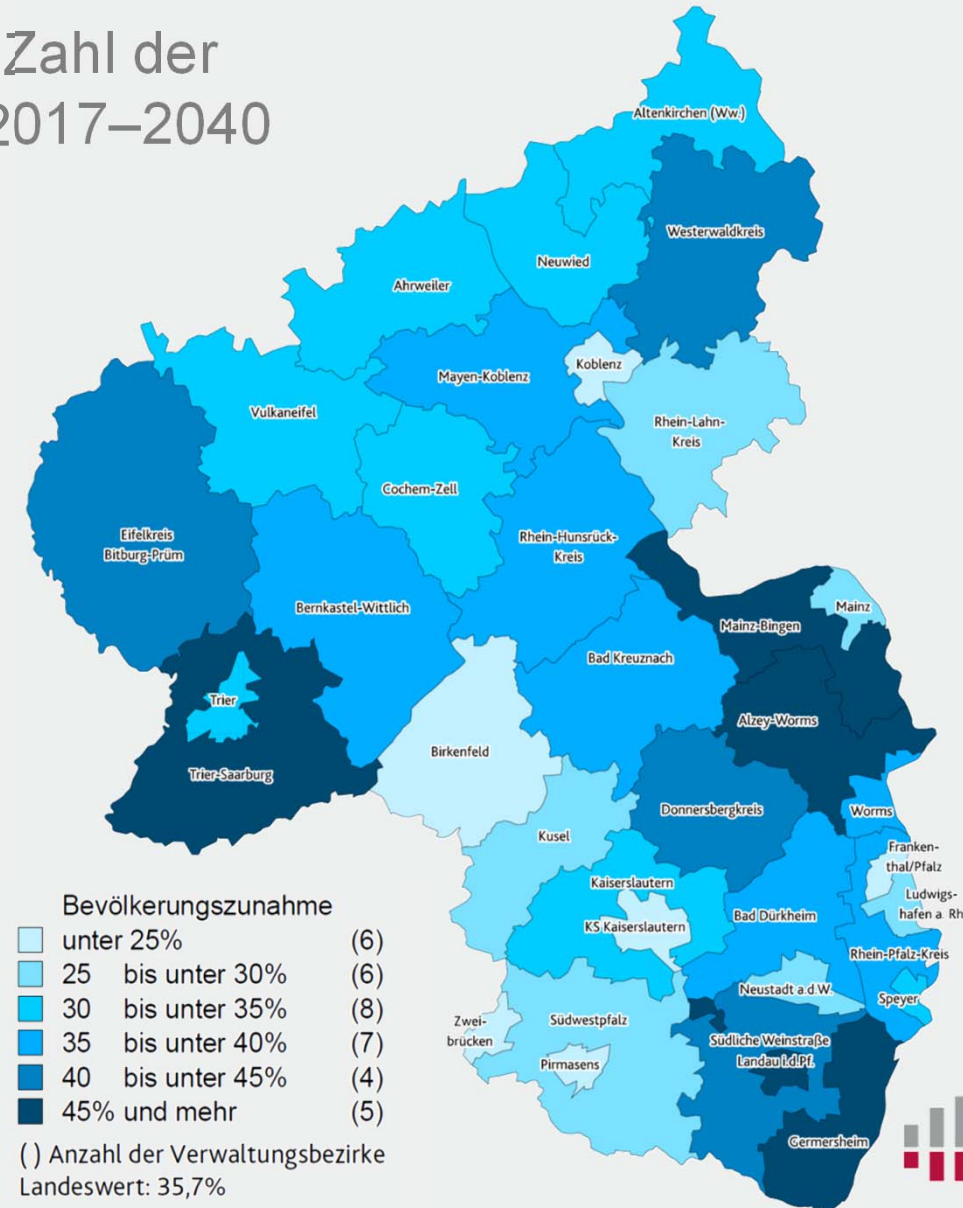 Zahl der
2017–2040
Altenkirchen (Ww.)
Westerwaldkreis
Neuwied
Ahrweiler
Koblenz
Mayen-Koblenz
Vulkaneifel
Rhein-Lahn-
Kreis
Cochem-Zell
Eifelkreis
Bitburg-Prüm
Rhein-Hunsrück-
Kreis
Bernkastel-Wittlich
Mainz
Mainz-Bingen
Bad Kreuznach
Trier
Alzey-Worms
Birkenfeld
Trier-Saarburg
Donnersbergkreis
Worms
Kusel
Franken-
thal/Pfalz
Kaiserslautern
Ludwigs-
hafen a. Rh
KS Kaiserslautern
Bad Dürkheim
Rhein-Pfalz-Kreis
Neustadt a.d.W.
Speyer
Zwei-
brücken
Südwestpfalz
Südliche Weinstraße
Landau i.d.Pf.
Pirmasens
Germersheim
Bevölkerungszunahme
unter 25% (6)
25 bis unter 30% (6)
30 bis unter 35% (8)
35 bis unter 40% (7)
40 bis unter 45% (4)
45% und mehr (5)
( ) Anzahl der Verwaltungsbezirke
Landeswert: 35,7%